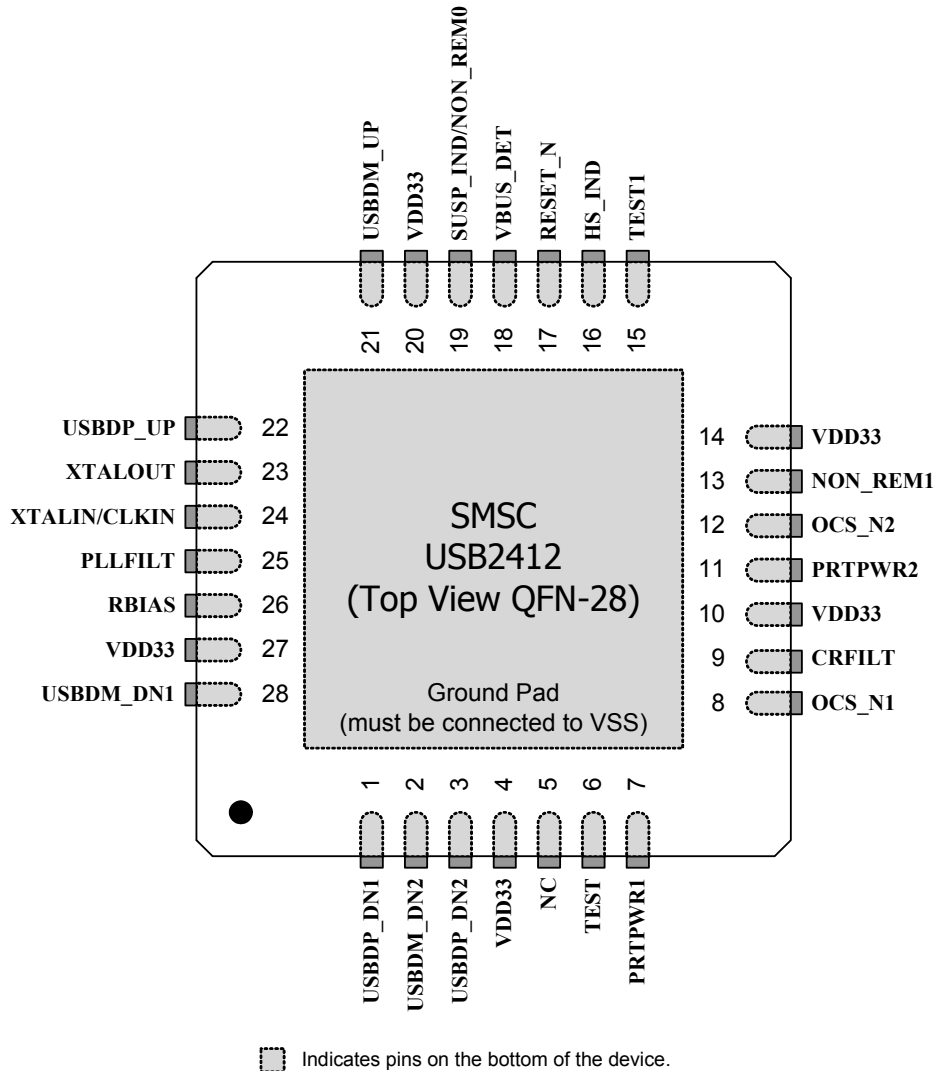 USBDM_UP
VDD33
SUSP_IND/NON_REM0
VBUS_DET
RESET_N
HS_IND
TEST1
21
20
19
18
17
16
15
USBDP_UP 22
XTALOUT 23
XTALIN/CLKIN 24
PLLFILT 25
RBIAS 26
VDD33 27
USBDM_DN1 28
SMSC
USB2412
(Top View QFN-28)
Ground Pad
(must be connected to VSS)
14 VDD33
13 NON_REM1
12 OCS_N2
11 PRTPWR2
10 VDD33
9 CRFILT
8 OCS_N1
1
2
3
4
5
6
7
USBDP_DN1
USBDM_DN2
USBDP_DN2
VDD33
NC
TEST
PRTPWR1
Indicates pins on the bottom of the device.